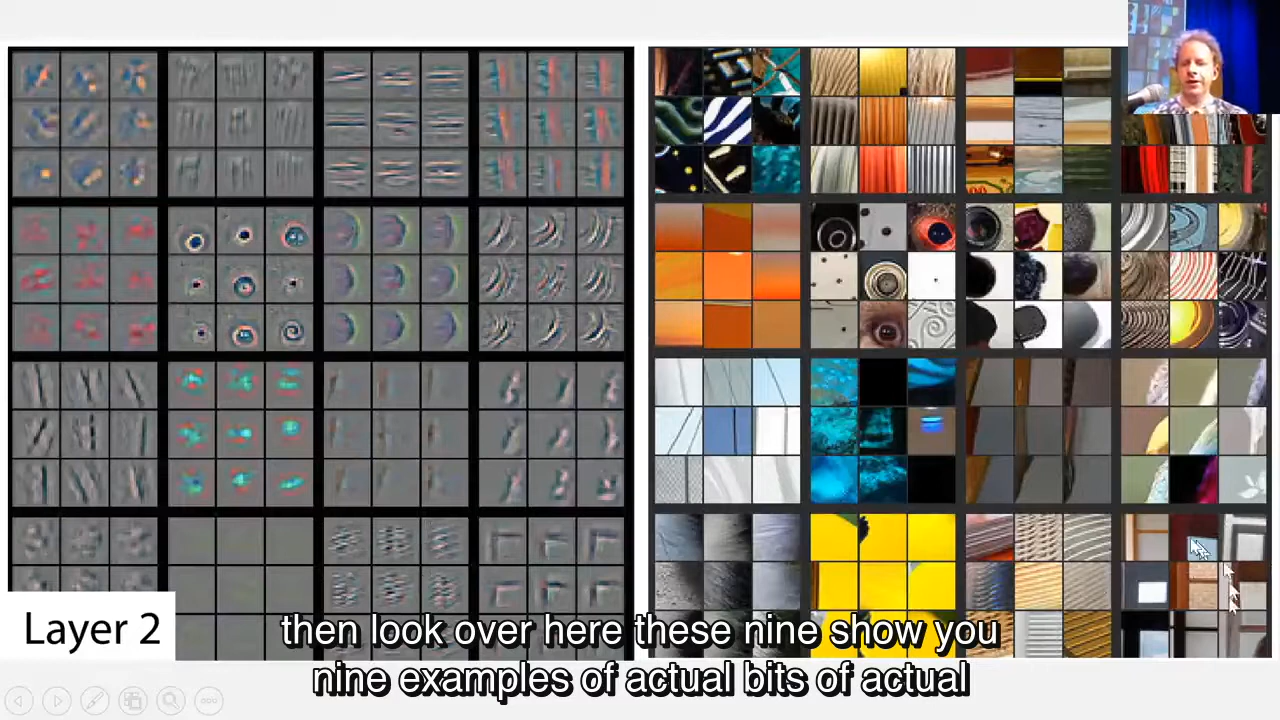 Layer 2
then look over here these nine show you
nine examples of actual bits of actual